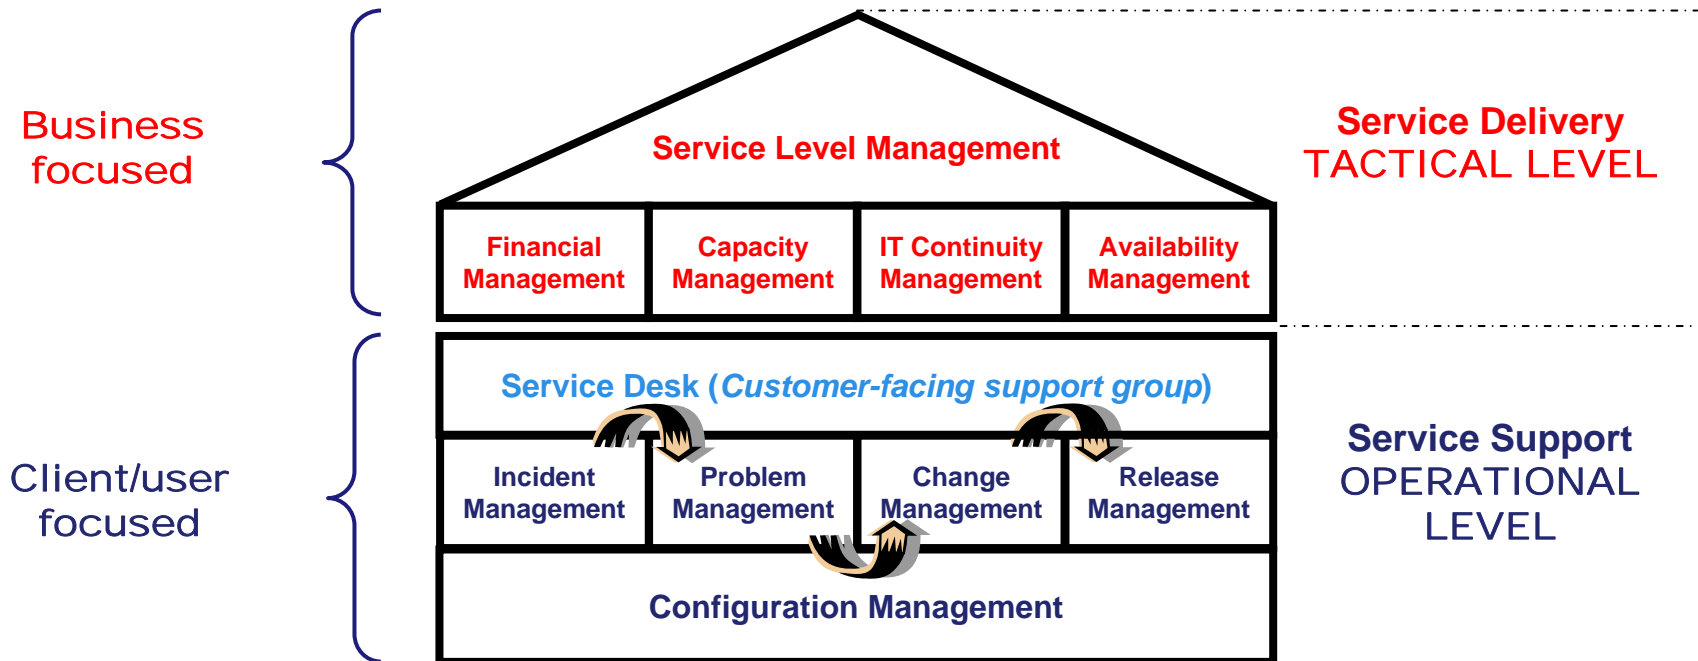 Business
focused
Service Level Management
Service Delivery
TACTICAL LEVEL
Financial
Management
Capacity
Management
IT Continuity
Management
Availability
Management
Service Desk (Customer-facing support group)
Client/user
focused
Incident
Management
Problem
Management
Change
Management
Release
Management
Service Support
OPERATIONAL
LEVEL
Configuration Management